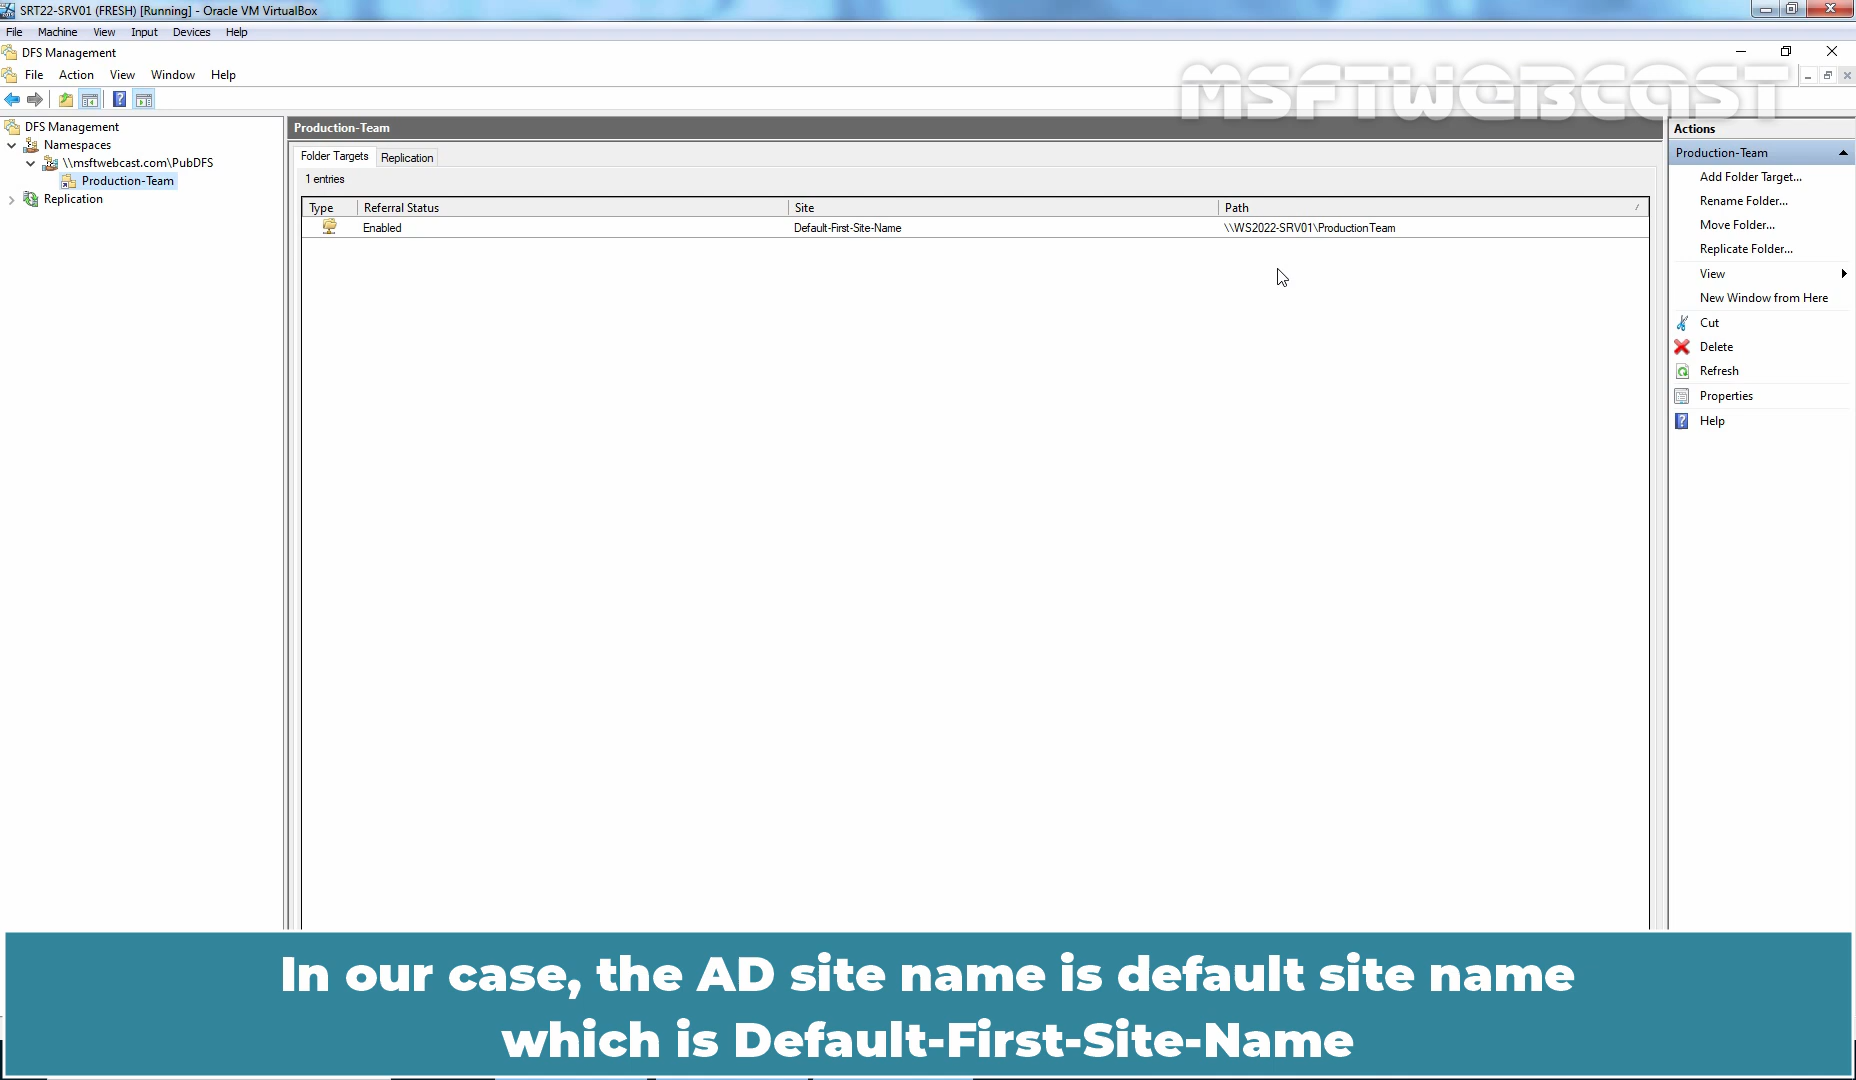 SRT22-SRV01 (FRESH) [Running] - Oracle VM VirtualBox
File Machine View Input Devices Help
DFS Management
File Action View Window Help
MSFTWEBCAST
DFS Management
Namespaces
\\msftwebcast.com\PubDFS
Production-Team
Replication
Production-Team
Folder Targets Replication
1 entries
Type Referral Status Site Path
Enabled Default-First-Site-Name \\WS2022-SRV01\ProductionTeam
Actions
Production-Team
Add Folder Target...
Rename Folder...
Move Folder...
Replicate Folder...
View
New Window from Here
Cut
Delete
Refresh
Properties
Help
In our case, the AD site name is default site name
which is Default-First-Site-Name